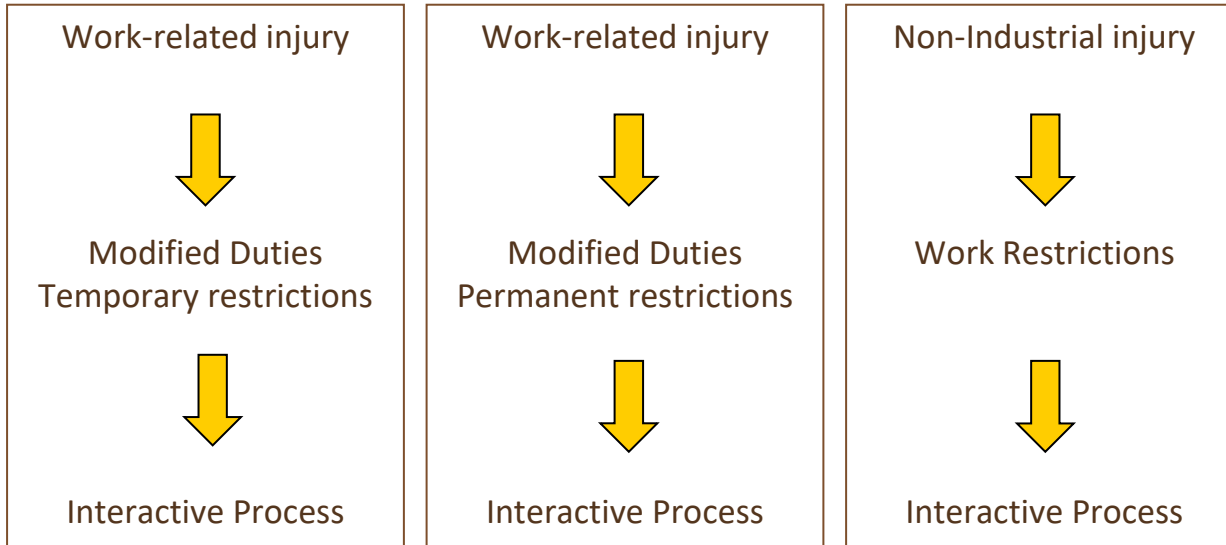 Work-related injury
Modified Duties
Temporary restrictions
Interactive Process
Work-related injury
Modified Duties
Permanent restrictions
Interactive Process
Non-Industrial injury
Work Restrictions
Interactive Process